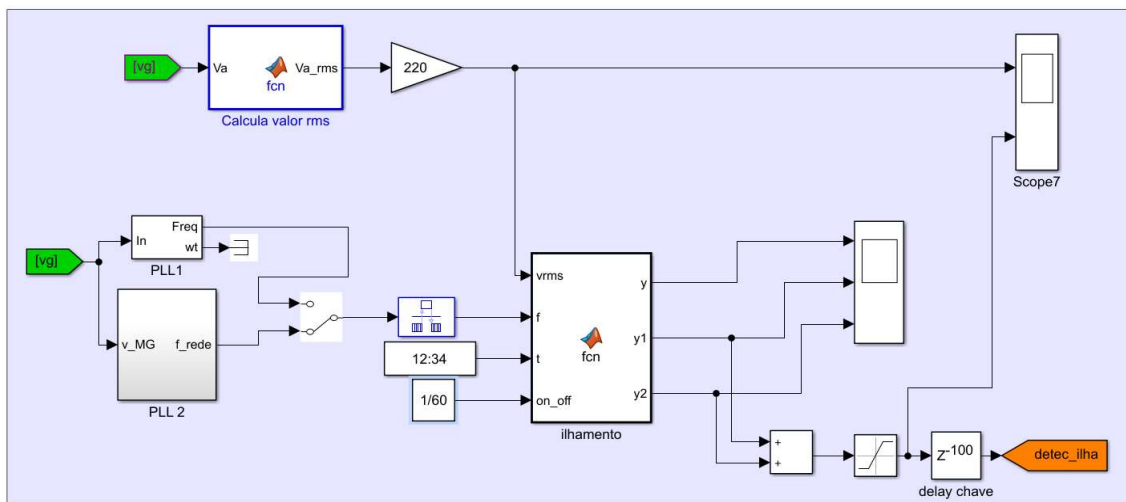 [vg]
Va
fcn
Va_rms
Calcula valor rms
220
Scope7
[vg]
In
Freq
wt
PLL1
v_MG
f_rede
PLL 2
12:34
1/60
vrms
f
t
on_off
fcn
y
y1
y2
ilhamento
+
+
z-100
delay chave
detec_ilha